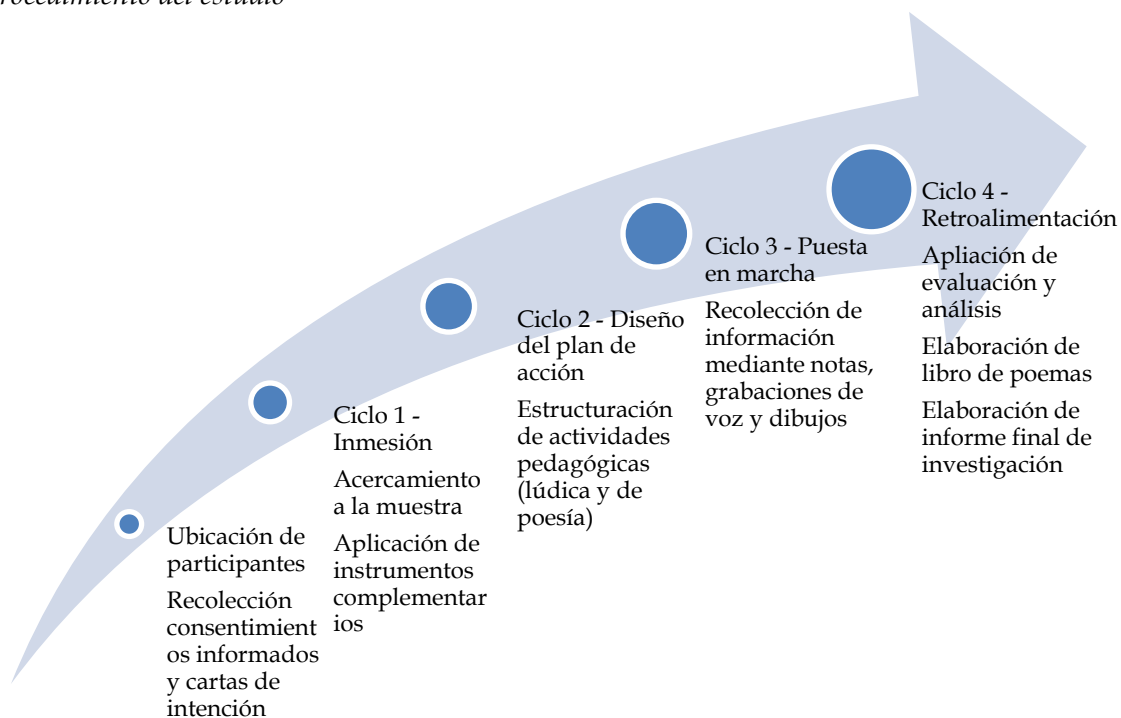 rocedimiento del estudio
Ubicación de
participantes
Recolección
consentimient
os informados
y cartas de
intención
Ciclo 1 -
Inmesión
Acercamiento
a la muestra
Aplicación de
instrumentos
complementar
ios
Ciclo 2 - Diseño
del plan de
acción
Estructuración
de actividades
pedagógicas
(lúdica y de
poesía)
Ciclo 3 - Puesta
en marcha
Recolección de
información
mediante notas,
grabaciones de
voz y dibujos
Ciclo 4 -
Retroalimentación
Apliación de
evaluación y
análisis
Elaboración de
libro de poemas
Elaboración de
informe final de
investigación